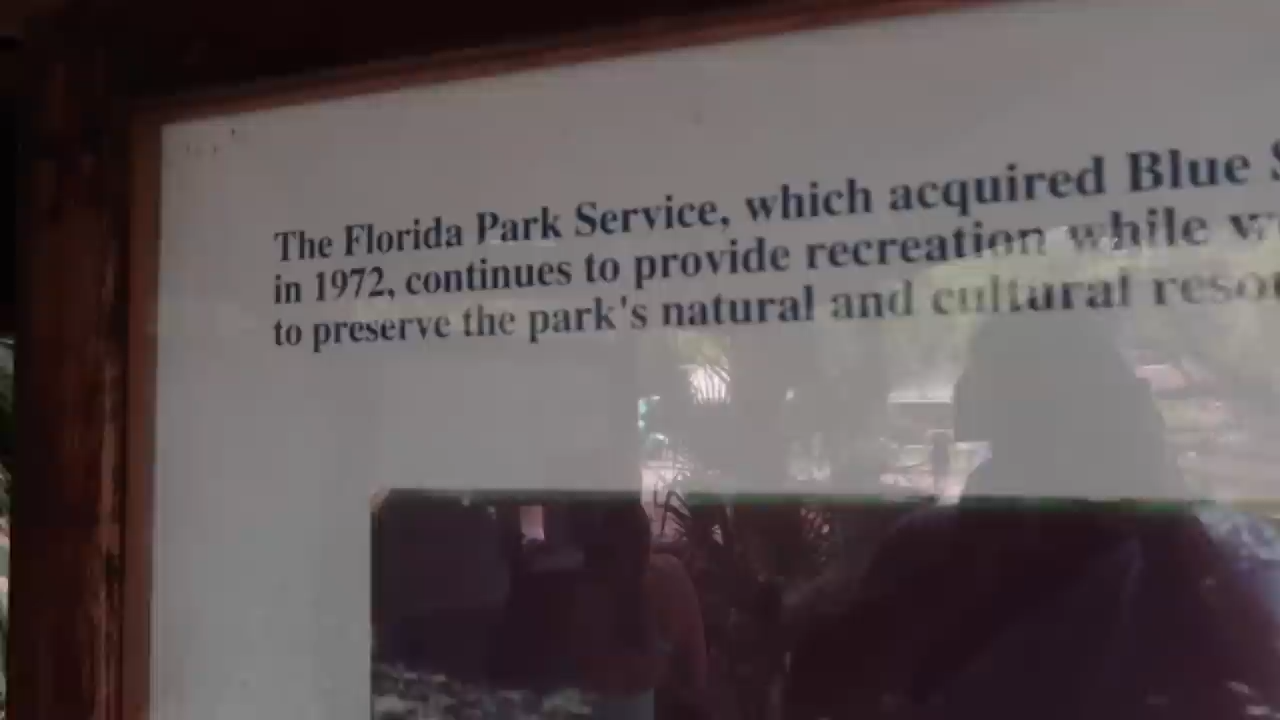 The Florida Park Service, which acquired Blue
in 1972, continues to provide recreation while
to preserve the park's natural and cultural